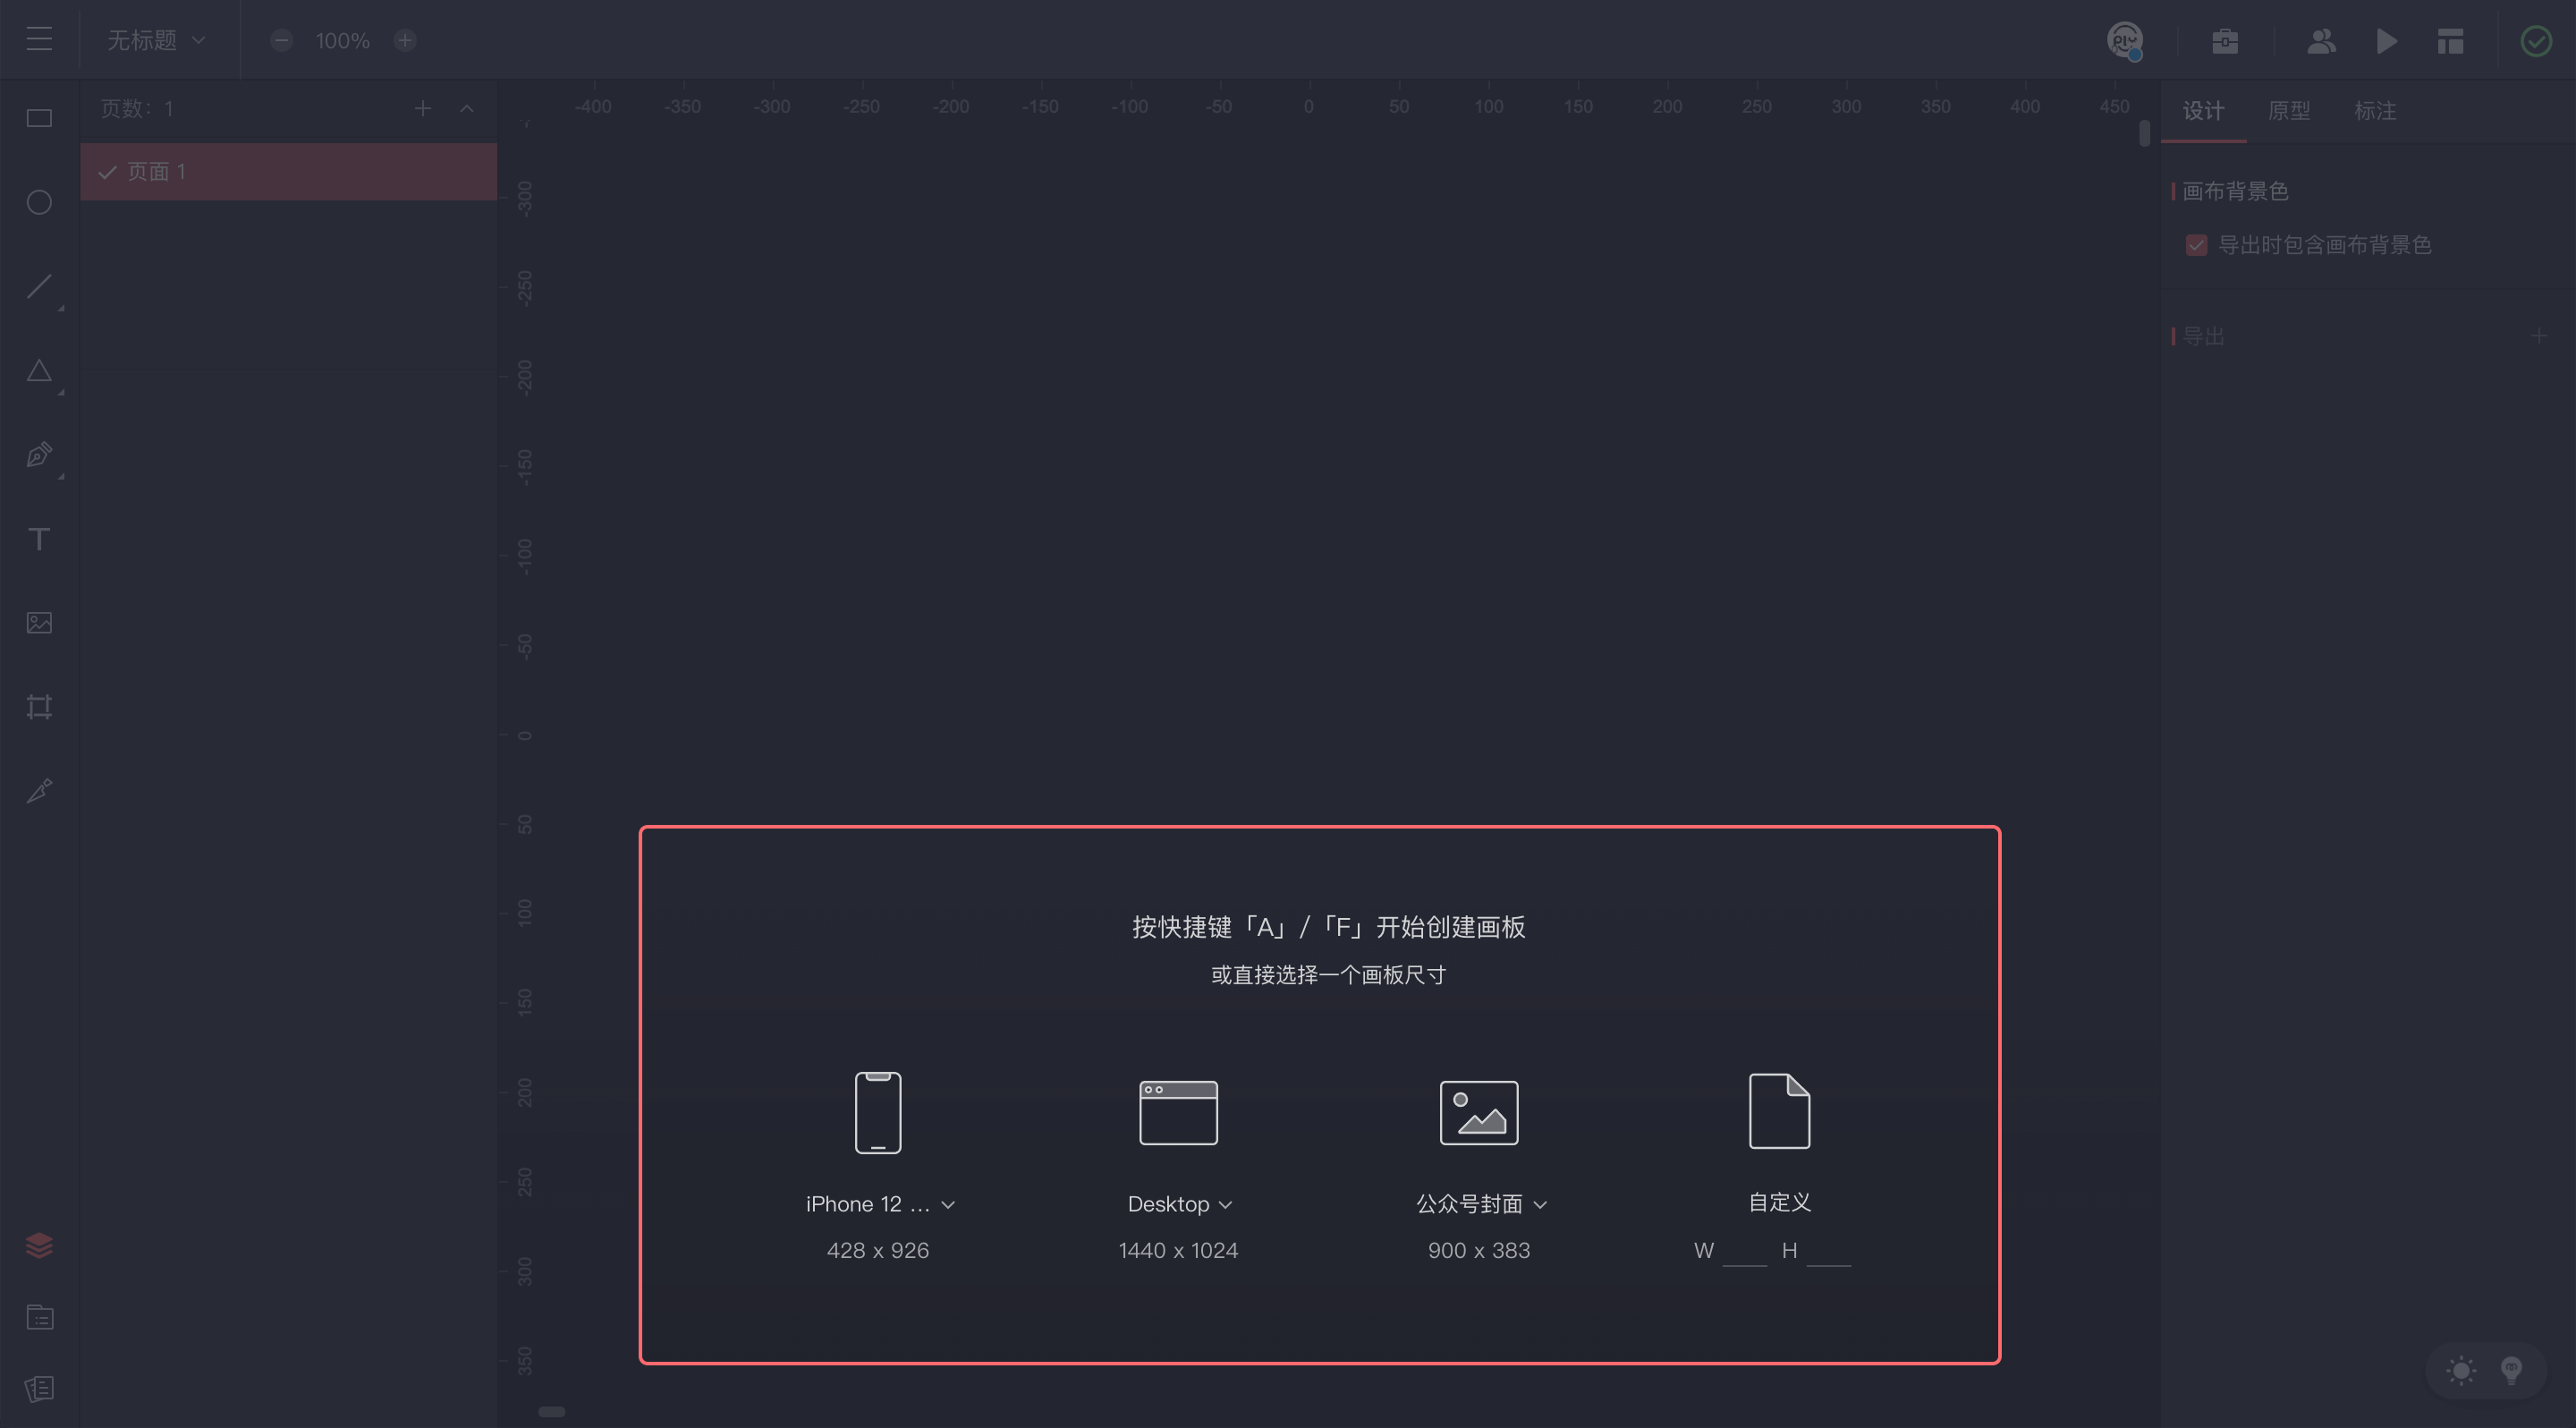 无标题
100%
页数：1
页面 1
-400 -350 -300 -250 -200 -150 -100 -50 0 50 100 150 200 250 300 350 400 450
-300
-250
-200
-150
-100
-50
0
50
100
150
200
250
300
350
设计 原型 标注
画布背景色
导出时包含画布背景色
导出
按快捷键「A」/「F」开始创建画板
或直接选择一个画板尺寸
iPhone 12 ... Desktop 公众号封面 自定义
428 x 926 1440 x 1024 900 x 383 W H